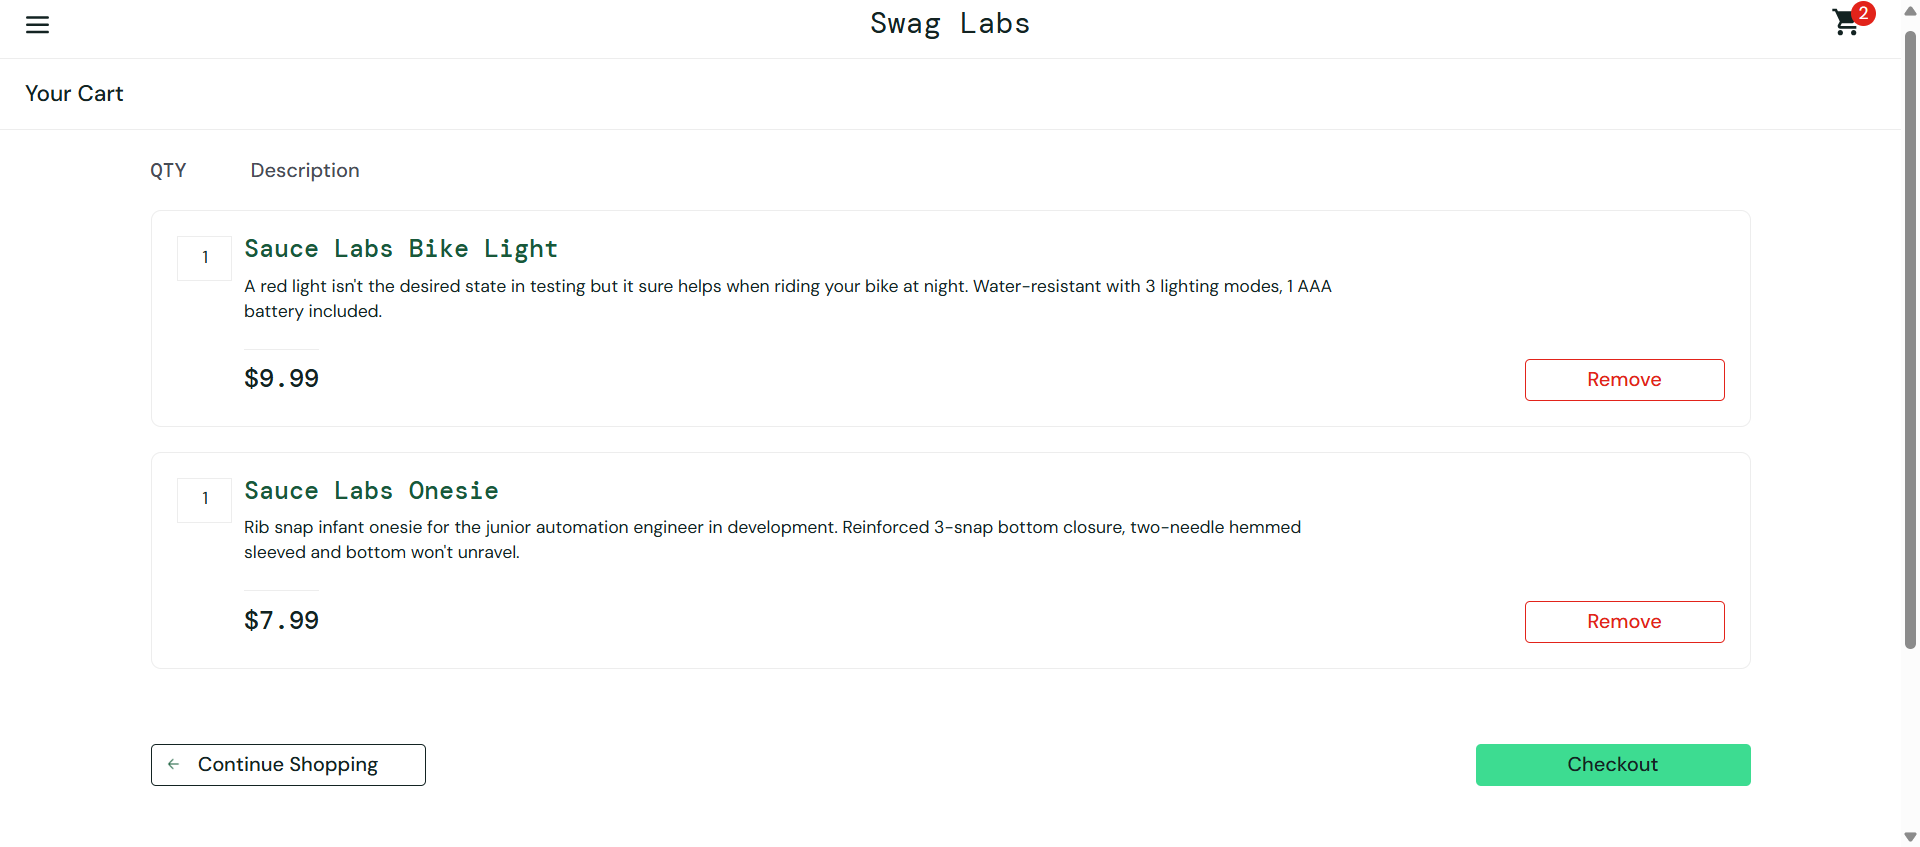 Swag Labs
2
Your Cart
QTY Description
1
Sauce Labs Bike Light
A red light isn't the desired state in testing but it sure helps when riding your bike at night. Water-resistant with 3 lighting modes, 1 AAA
battery included.
$9.99
Remove
1
Sauce Labs Onesie
Rib snap infant onesie for the junior automation engineer in development. Reinforced 3-snap bottom closure, two-needle hemmed
sleeved and bottom won't unravel.
$7.99
Remove
Continue Shopping
Checkout